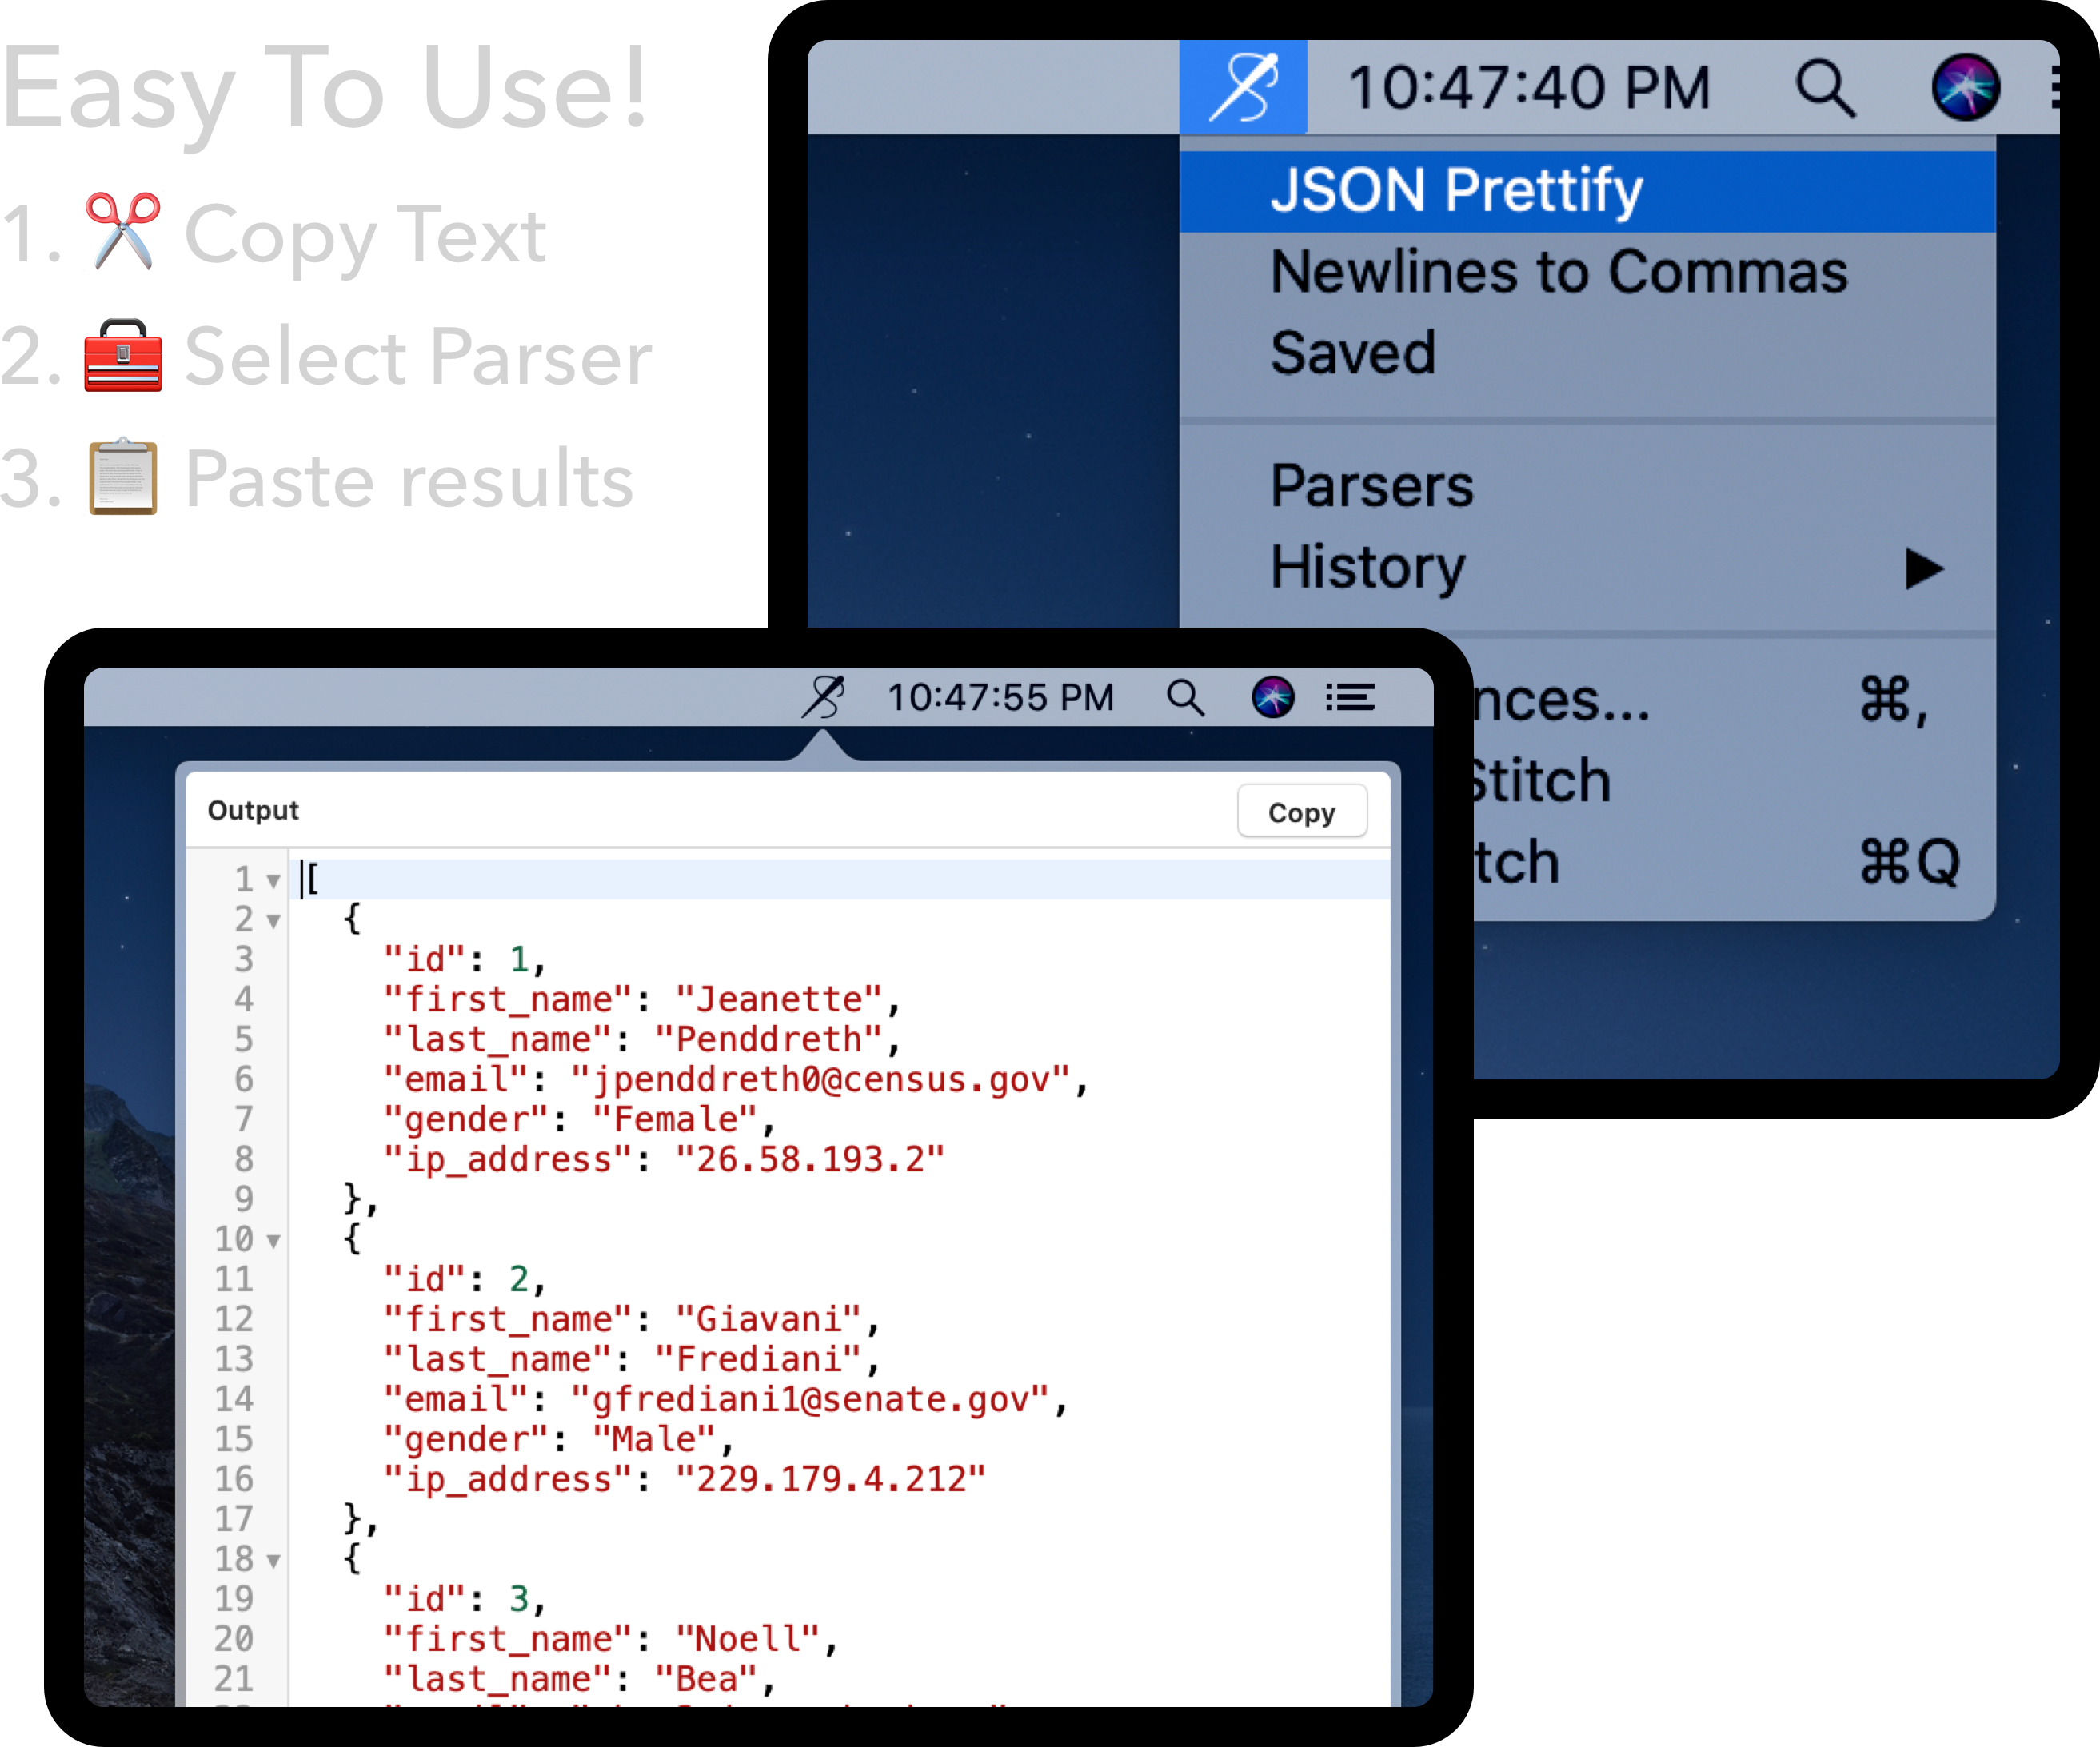 Easy To Use!
1. ✂️ Copy Text
2. 🧰 Select Parser
3. 📋 Paste results
10:47:40 PM
JSON Prettify
Newlines to Commas
Saved
Parsers
History ▶
nces... ⌘,
Stitch
tch ⌘Q
10:47:55 PM
Output
Copy
1 [
2 {
3 "id": 1,
4 "first_name": "Jeanette",
5 "last_name": "Penddreth",
6 "email": "jpenddreth0@census.gov",
7 "gender": "Female",
8 "ip_address": "26.58.193.2"
9 },
10 {
11 "id": 2,
12 "first_name": "Giavani",
13 "last_name": "Frediani",
14 "email": "gfrediani1@senate.gov",
15 "gender": "Male",
16 "ip_address": "229.179.4.212"
17 },
18 {
19 "id": 3,
20 "first_name": "Noell",
21 "last_name": "Bea",